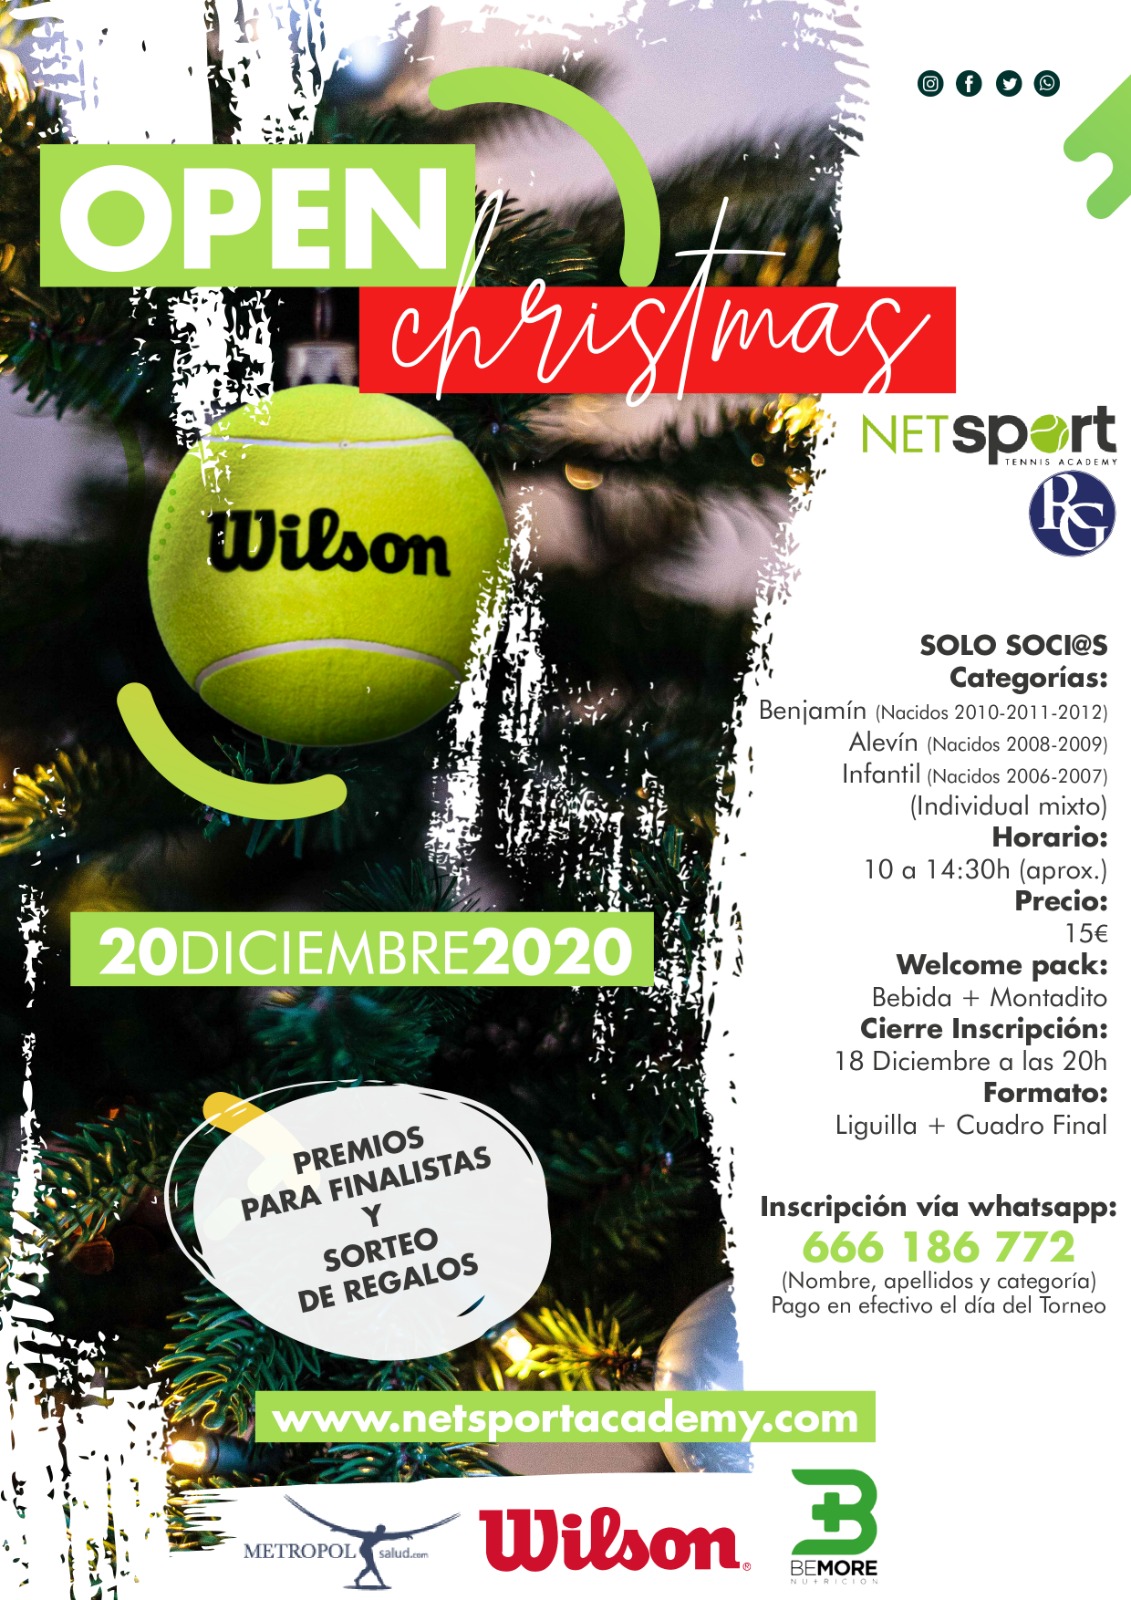 OPEN
christmas
Wilson
NETsport
TENNIS ACADEMY
RG
SOLO SOCI@S
Categorías:
Benjamín (Nacidos 2010-2011-2012)
Alevín (Nacidos 2008-2009)
Infantil (Nacidos 2006-2007)
(Individual mixto)
Horario:
10 a 14:30h (aprox.)
Precio:
15€
Welcome pack:
Bebida + Montadito
Cierre Inscripción:
18 Diciembre a las 20h
Formato:
Liguilla + Cuadro Final
20DICIEMBRE2020
PREMIOS
PARA FINALISTAS
Y
SORTEO
DE REGALOS
Inscripción vía whatsapp:
666 186 772
(Nombre, apellidos y categoría)
Pago en efectivo el día del Torneo
www.netsportacademy.com
METROPOL salud.com
Wilson®
B
BEMORE
NU+RICION